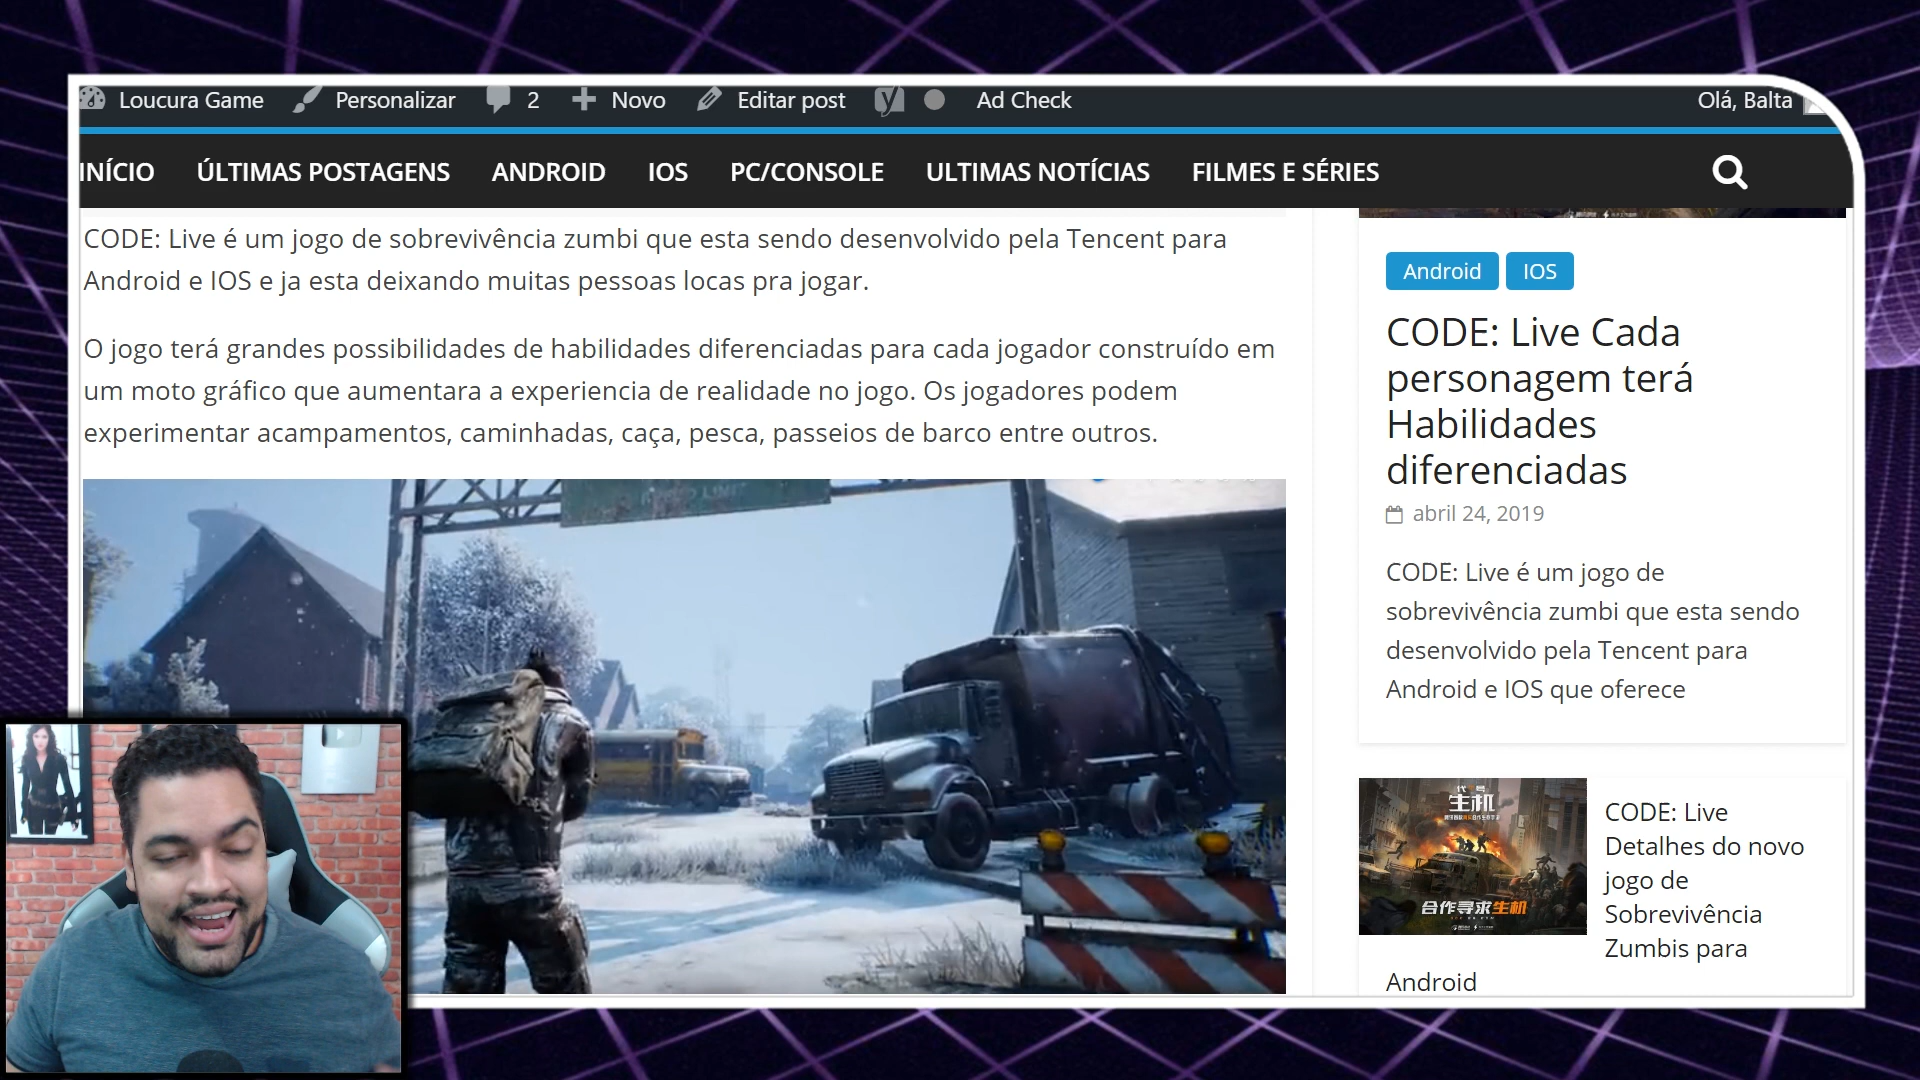 Loucura Game Personalizar 2 Novo Editar post Ad Check Olá, Balta
INÍCIO ÚLTIMAS POSTAGENS ANDROID IOS PC/CONSOLE ULTIMAS NOTÍCIAS FILMES E SÉRIES
CODE: Live é um jogo de sobrevivência zumbi que esta sendo desenvolvido pela Tencent para
Android e IOS e ja esta deixando muitas pessoas locas pra jogar.
O jogo terá grandes possibilidades de habilidades diferenciadas para cada jogador construído em
um moto gráfico que aumentara a experiencia de realidade no jogo. Os jogadores podem
experimentar acampamentos, caminhadas, caça, pesca, passeios de barco entre outros.
Android IOS
CODE: Live Cada
personagem terá
Habilidades
diferenciadas
abril 24, 2019
CODE: Live é um jogo de
sobrevivência zumbi que esta sendo
desenvolvido pela Tencent para
Android e IOS que oferece
代号
生机
合作寻求生机
CODE: Live
Detalhes do novo
jogo de
Sobrevivência
Zumbis para
Android